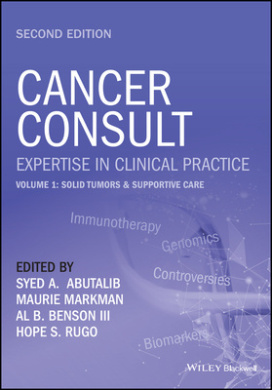 SECOND EDITION
CANCER
CONSULT
EXPERTISE IN CLINICAL PRACTICE
VOLUME 1: SOLID TUMORS & SUPPORTIVE CARE
Immunotherapy
Genomics
Controversies
Biomarkers
EDITED BY
SYED A. ABUTALIB
MAURIE MARKMAN
AL B. BENSON III
HOPE S. RUGO
WILEY Blackwell